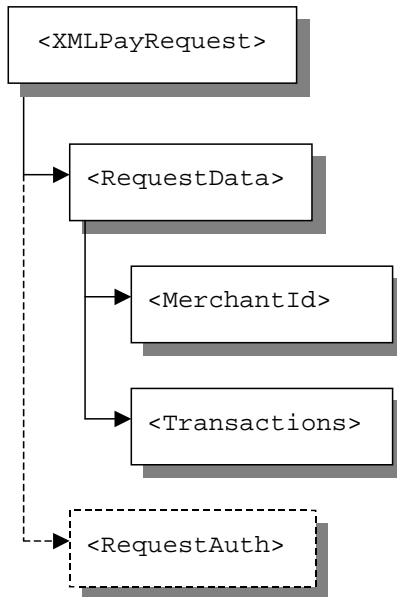 <XMLPayRequest>
<RequestData>
<MerchantId>
<Transactions>
<RequestAuth>